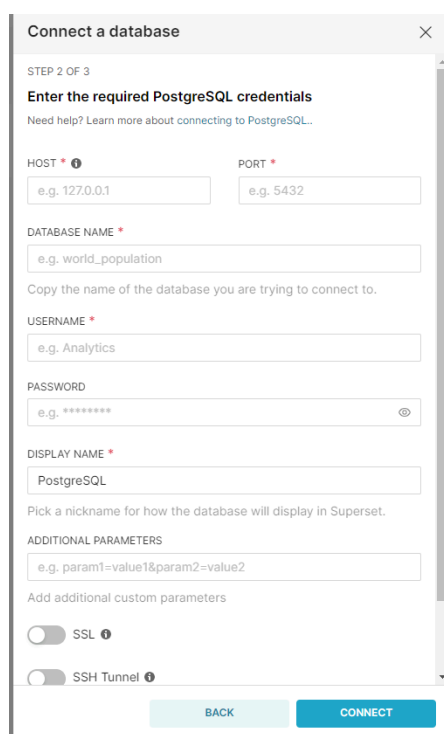 Connect a database
STEP 2 OF 3
Enter the required PostgreSQL credentials
Need help? Learn more about connecting to PostgreSQL..
HOST * PORT *
e.g. 127.0.0.1 e.g. 5432
DATABASE NAME *
e.g. world_population
Copy the name of the database you are trying to connect to.
USERNAME *
e.g. Analytics
PASSWORD
e.g. ********
DISPLAY NAME *
PostgreSQL
Pick a nickname for how the database will display in Superset.
ADDITIONAL PARAMETERS
e.g. param1=value1&param2=value2
Add additional custom parameters
SSL
SSH Tunnel
BACK CONNECT